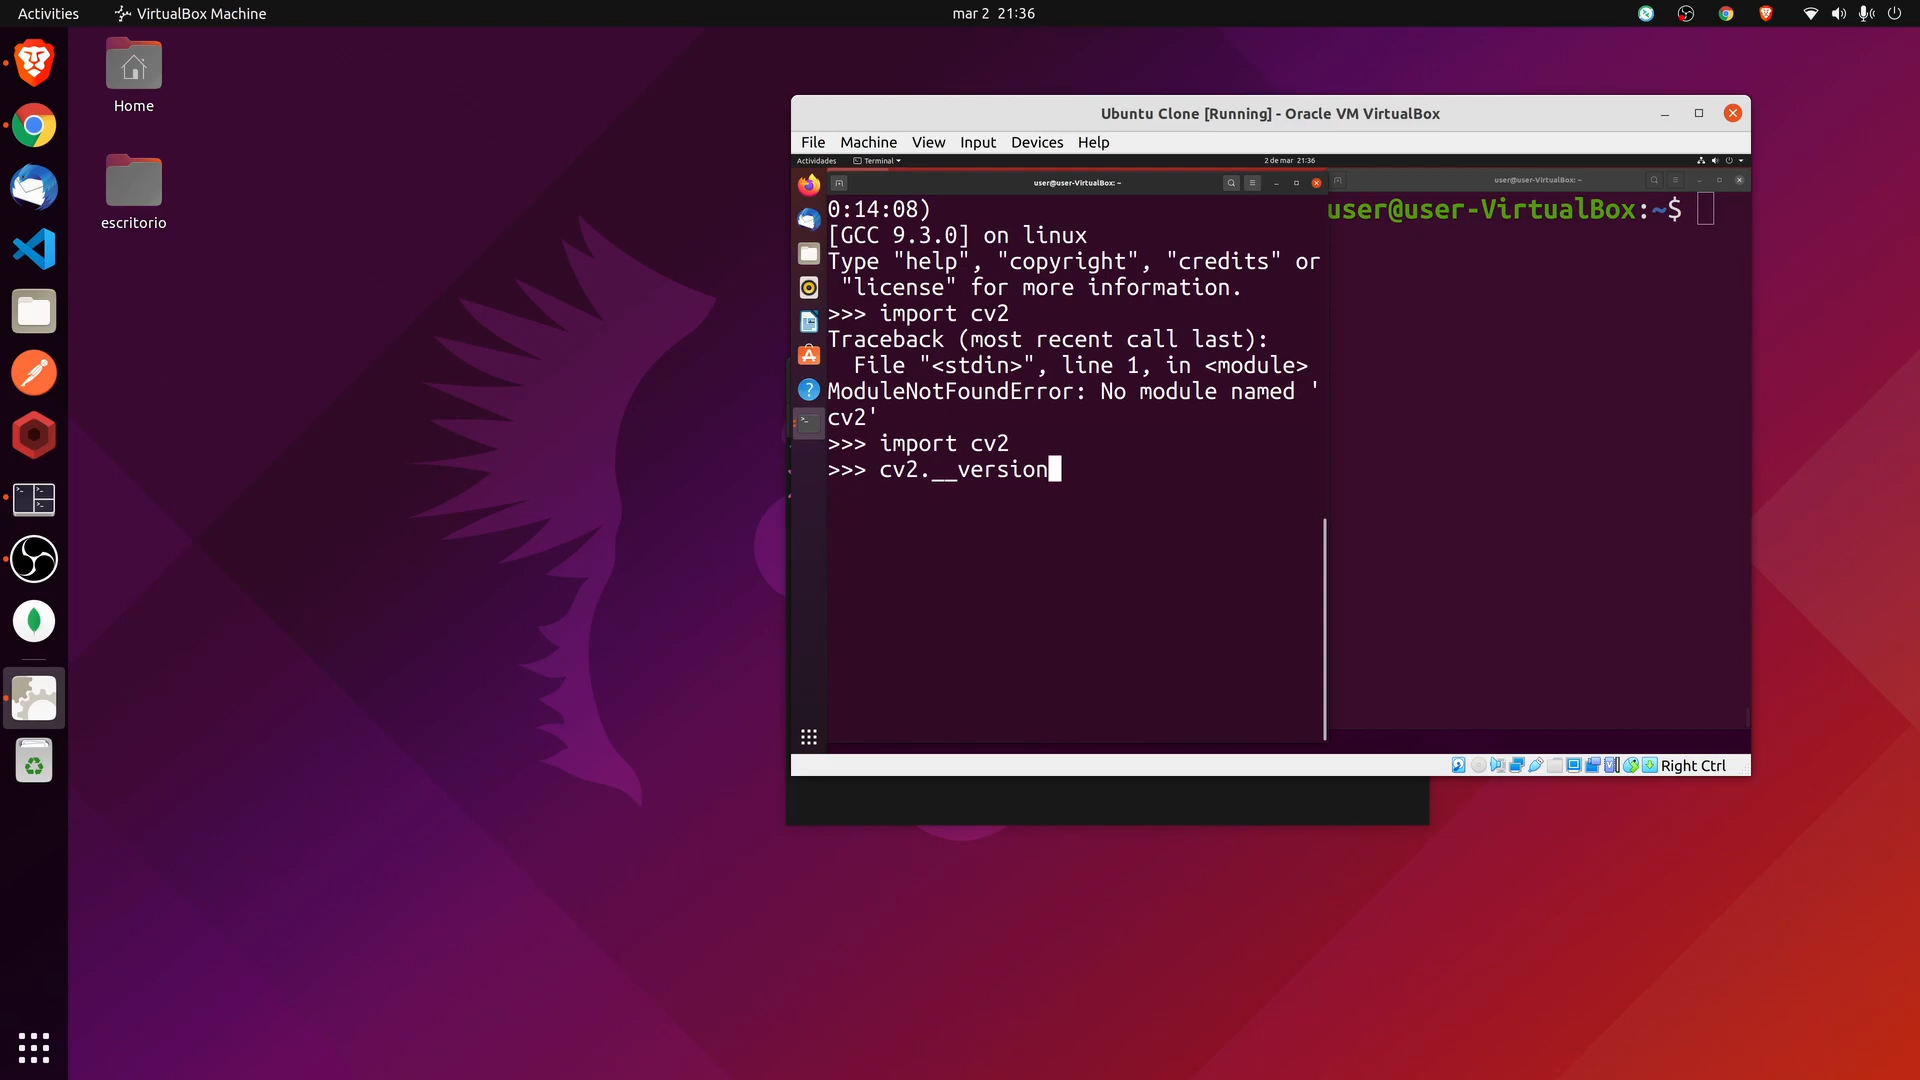 Activities
VirtualBox Machine
mar 2 21:36
Home
escritorio
Ubuntu Clone [Running] - Oracle VM VirtualBox
File Machine View Input Devices Help
Actividades
Terminal
2 de mar 21:36
user@user-VirtualBox: ~
user@user-VirtualBox: ~
0:14:08)
[GCC 9.3.0] on linux
Type "help", "copyright", "credits" or
"license" for more information.
>>> import cv2
Traceback (most recent call last):
File "<stdin>", line 1, in <module>
ModuleNotFoundError: No module named '
cv2'
>>> import cv2
>>> cv2.__version
user@user-VirtualBox:~$
Right Ctrl